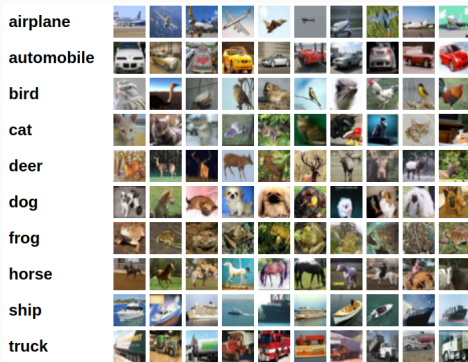 airplane
automobile
bird
cat
deer
dog
frog
horse
ship
truck